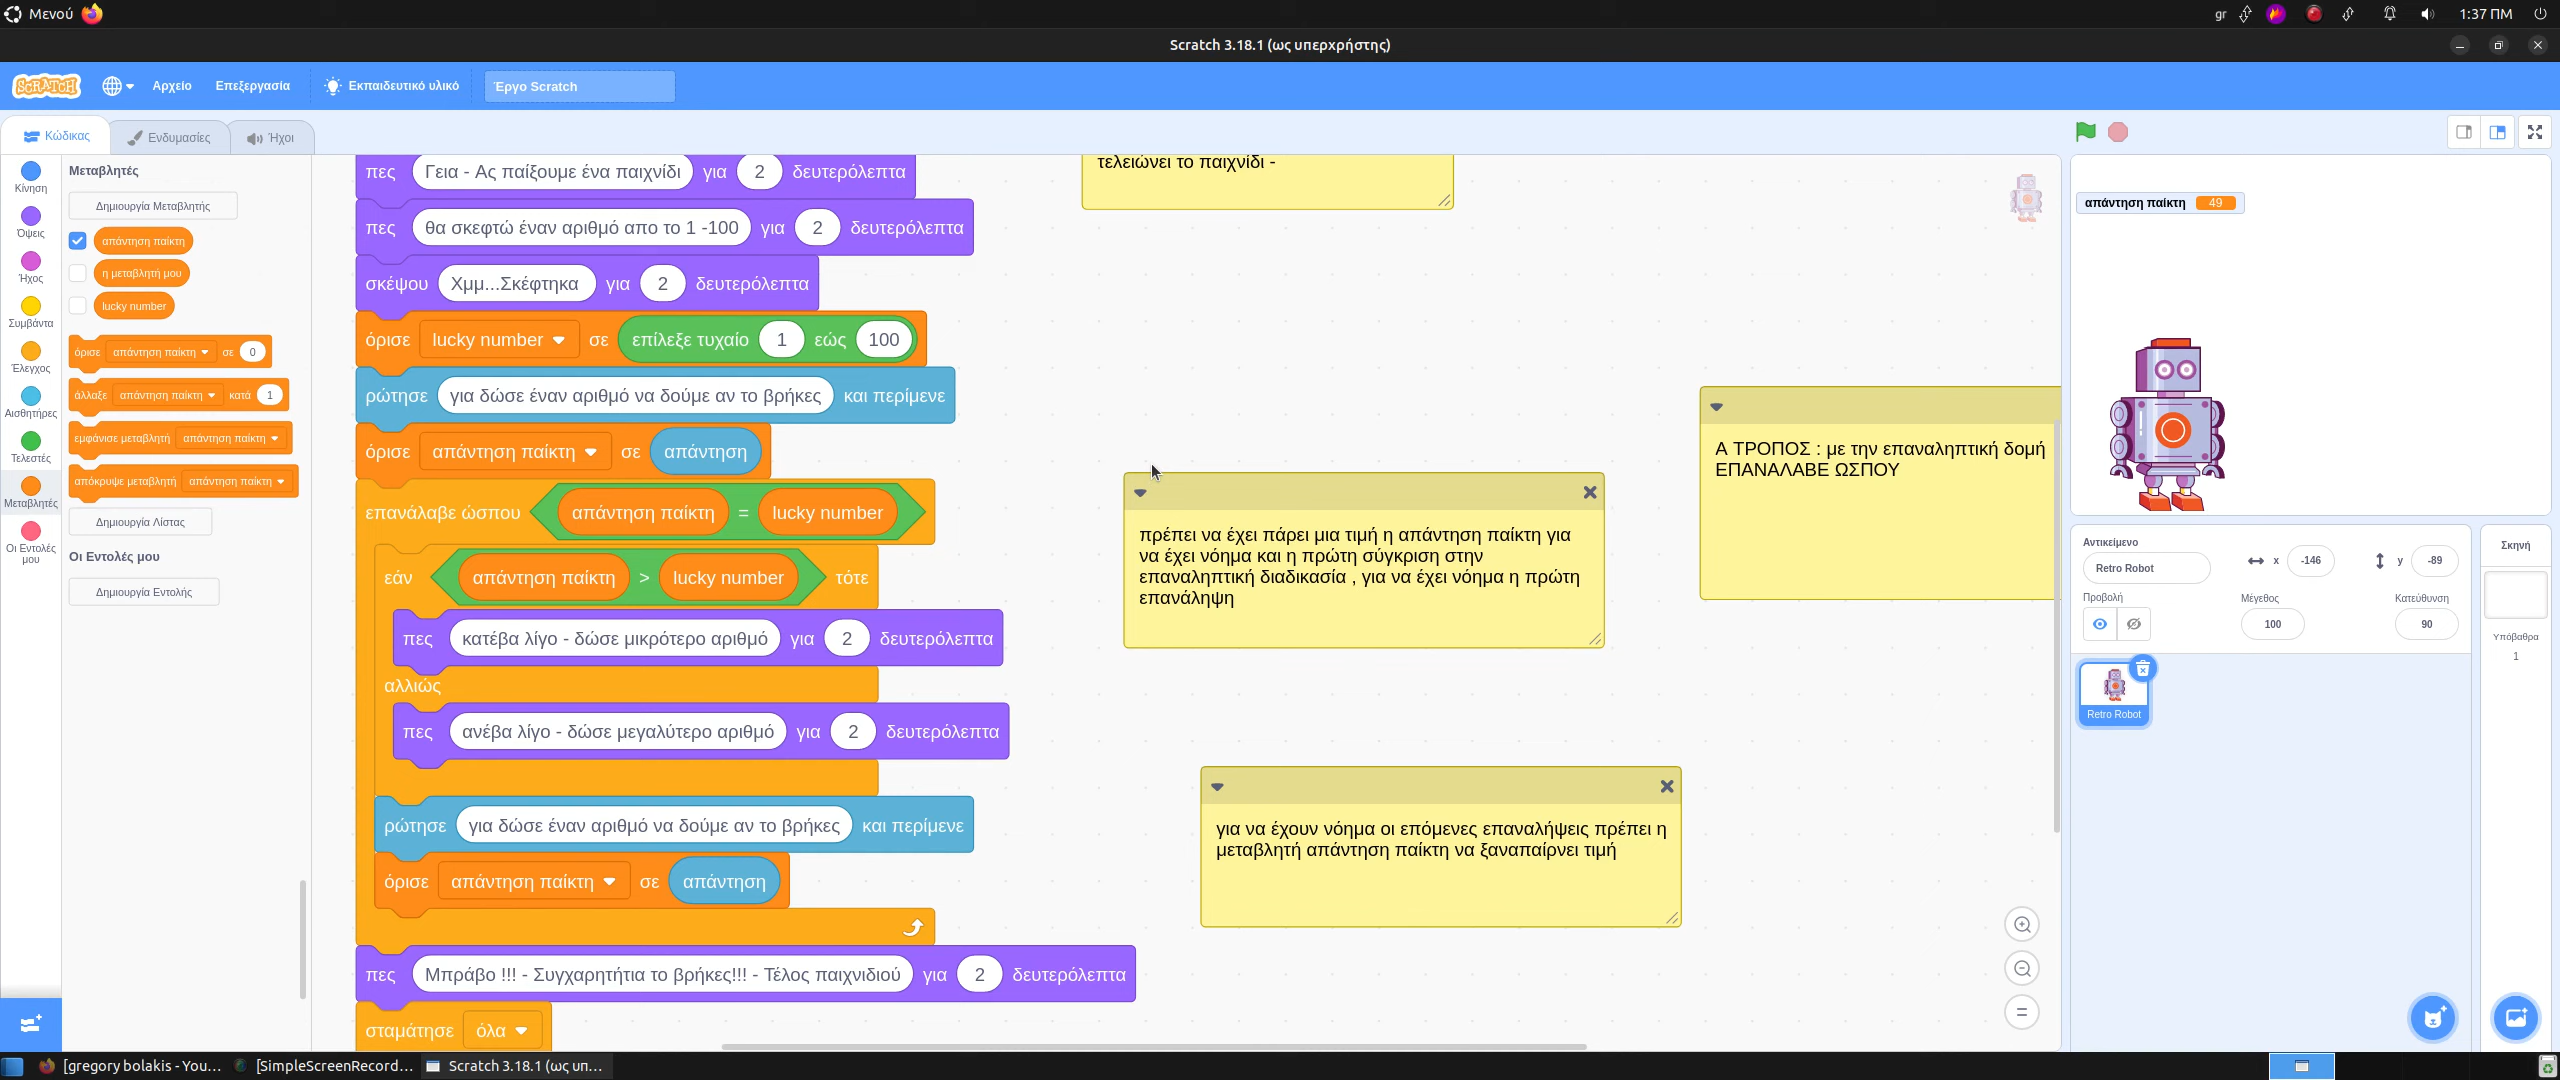 Μενού
gr
1:37 ΠΜ
Scratch 3.18.1 (ως υπερχρήστης)
SCRATCH
Αρχείο
Επεξεργασία
Εκπαιδευτικό υλικό
Έργο Scratch
Κώδικας
Ενδυμασίες
Ήχοι
Κίνηση
Όψεις
Ήχος
Συμβάντα
Έλεγχος
Αισθητήρες
Τελεστές
Μεταβλητές
Οι Εντολές μου
Μεταβλητές
Δημιουργία Μεταβλητής
απάντηση παίκτη
η μεταβλητή μου
lucky number
όρισε απάντηση παίκτη σε 0
άλλαξε απάντηση παίκτη κατά 1
εμφάνισε μεταβλητή απάντηση παίκτη
απόκρυψε μεταβλητή απάντηση παίκτη
Δημιουργία Λίστας
Οι Εντολές μου
Δημιουργία Εντολής
πες Γεια - Ας παίξουμε ένα παιχνίδι για 2 δευτερόλεπτα
πες θα σκεφτώ έναν αριθμό απο το 1 -100 για 2 δευτερόλεπτα
σκέψου Χμμ...Σκέφτηκα για 2 δευτερόλεπτα
όρισε lucky number σε επίλεξε τυχαίο 1 εώς 100
ρώτησε για δώσε έναν αριθμό να δούμε αν το βρήκες και περίμενε
όρισε απάντηση παίκτη σε απάντηση
επανάλαβε ώσπου απάντηση παίκτη = lucky number
εάν απάντηση παίκτη > lucky number τότε
πες κατέβα λίγο - δώσε μικρότερο αριθμό για 2 δευτερόλεπτα
αλλιώς
πες ανέβα λίγο - δώσε μεγαλύτερο αριθμό για 2 δευτερόλεπτα
ρώτησε για δώσε έναν αριθμό να δούμε αν το βρήκες και περίμενε
όρισε απάντηση παίκτη σε απάντηση
πες Μπράβο !!! - Συγχαρητήτια το βρήκες!!! - Τέλος παιχνιδιού για 2 δευτερόλεπτα
σταμάτησε όλα
τελειώνει το παιχνίδι -
πρέπει να έχει πάρει μια τιμή η απάντηση παίκτη για
να έχει νόημα και η πρώτη σύγκριση στην
επαναληπτική διαδικασία , για να έχει νόημα η πρώτη
επανάληψη
Α ΤΡΟΠΟΣ : με την επαναληπτική δομή
ΕΠΑΝΑΛΑΒΕ ΩΣΠΟΥ
για να έχουν νόημα οι επόμενες επαναλήψεις πρέπει η
μεταβλητή απάντηση παίκτη να ξαναπαίρνει τιμή
απάντηση παίκτη 49
Αντικείμενο
Retro Robot
x -146
y -89
Προβολή
Μέγεθος
100
Κατεύθυνση
90
Retro Robot
Σκηνή
Υπόβαθρα
1
[gregory bolakis - You...
[SimpleScreenRecord...
Scratch 3.18.1 (ως υπ...